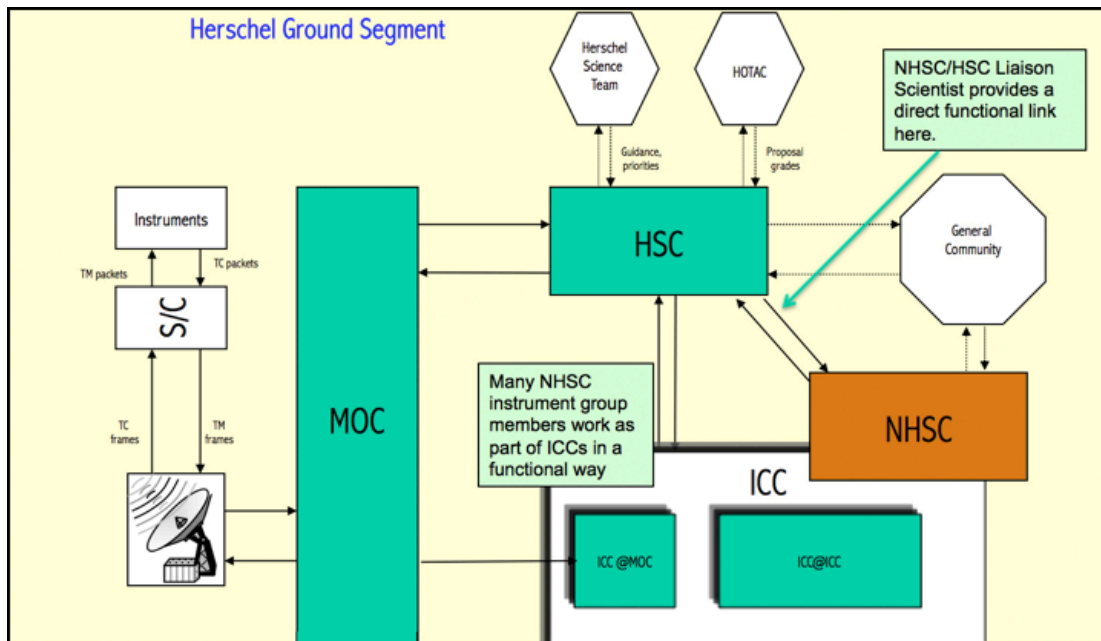 Herschel Ground Segment
Herschel
Science
Team
HOTAC
NHSC/HSC Liaison
Scientist provides a
direct functional link
here.
Guidance,
priorities
Proposal
grades
Instruments
TM packets
TC packets
S/C
TC
frames
TM
frames
MOC
HSC
General
Community
Many NHSC
instrument group
members work as
part of ICCs in a
functional way
NHSC
ICC
ICC @MOC
ICC@ICC